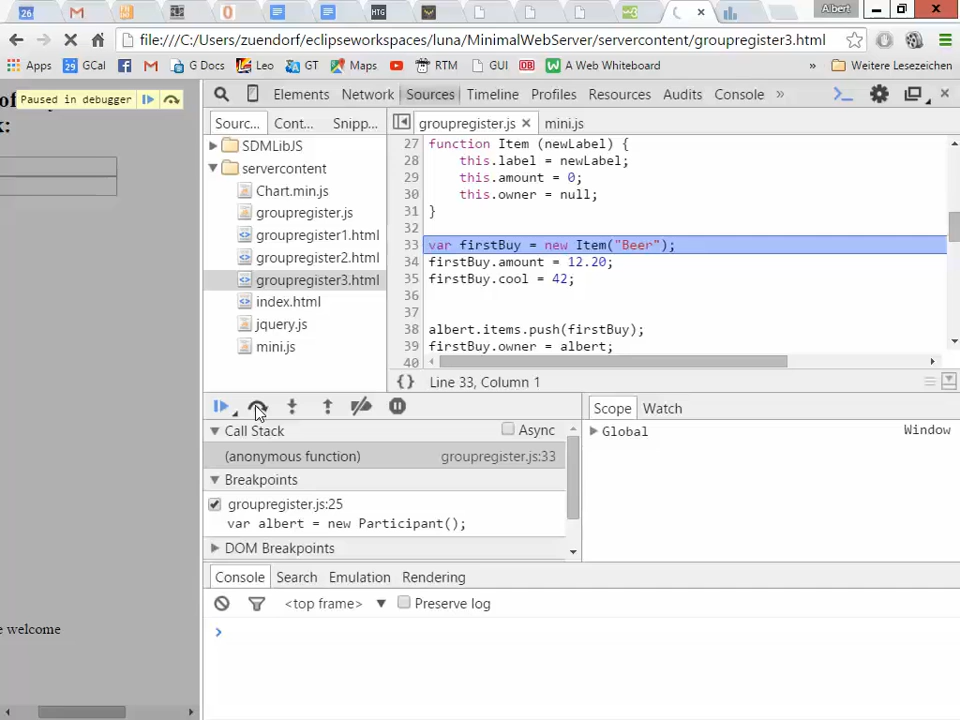 26
HTG
Albert
file:///C:/Users/zuendorf/eclipseworkspaces/luna/MinimalWebServer/servercontent/groupregister3.html
Apps
29 GCal
G Docs
Leo
GT
Maps
RTM
GUI
DB
A Web Whiteboard
»
Weitere Lesezeichen
of
Paused in debugger
k:
e welcome
Elements
Network
Sources
Timeline
Profiles
Resources
Audits
Console
»
Sourc...
Cont...
Snipp...
groupregister.js
mini.js
SDMLibJS
servercontent
Chart.min.js
groupregister.js
groupregister1.html
groupregister2.html
groupregister3.html
index.html
jquery.js
mini.js
27 function Item (newLabel) {
28 this.label = newLabel;
29 this.amount = 0;
30 this.owner = null;
31 }
32
33 var firstBuy = new Item("Beer");
34 firstBuy.amount = 12.20;
35 firstBuy.cool = 42;
36
37
38 albert.items.push(firstBuy);
39 firstBuy.owner = albert;
40
{} Line 33, Column 1
Call Stack
Async
(anonymous function) groupregister.js:33
Breakpoints
groupregister.js:25
var albert = new Participant();
DOM Breakpoints
Scope
Watch
Global Window
Console
Search
Emulation
Rendering
<top frame>
Preserve log